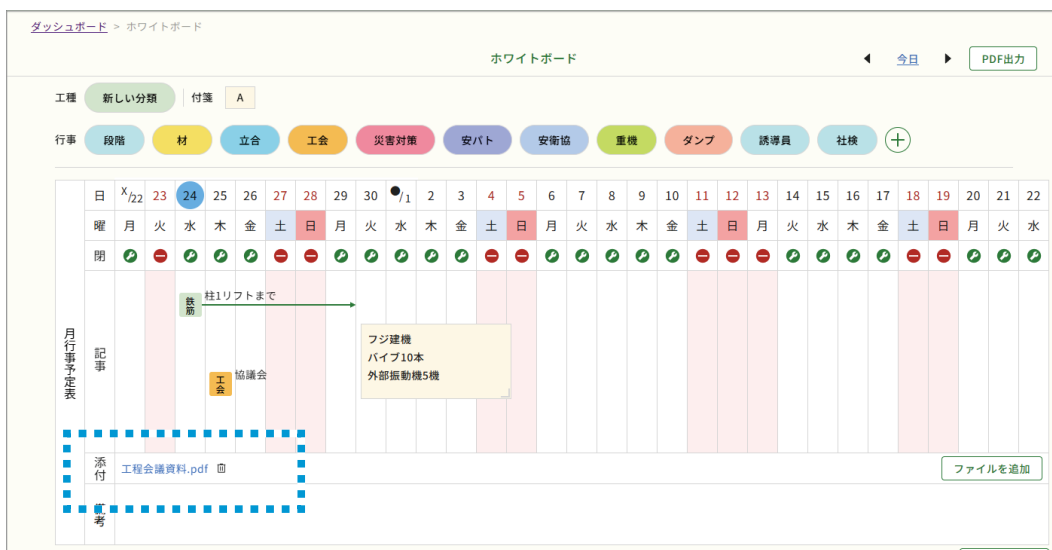 ダッシュボード > ホワイトボード
ホワイトボード
今日
PDF出力
工種 新しい分類 付箋 A
行事 段階 材 立合 工会 災害対策 安パト 安衛協 重機 ダンプ 誘導員 社検
日 X/22 23 24 25 26 27 28 29 30 ●/1 2 3 4 5 6 7 8 9 10 11 12 13 14 15 16 17 18 19 20 21 22
曜 月 火 水 木 金 土 日 月 火 水 木 金 土 日 月 火 水 木 金 土 日 月 火 水 木 金 土 日 月 火 水
閉
月行事予定表
記事
鉄筋 柱1リフトまで
フジ建機
バイブ10本
外部振動機5機
工会 協議会
添付 工程会議資料.pdf
ファイルを追加
考